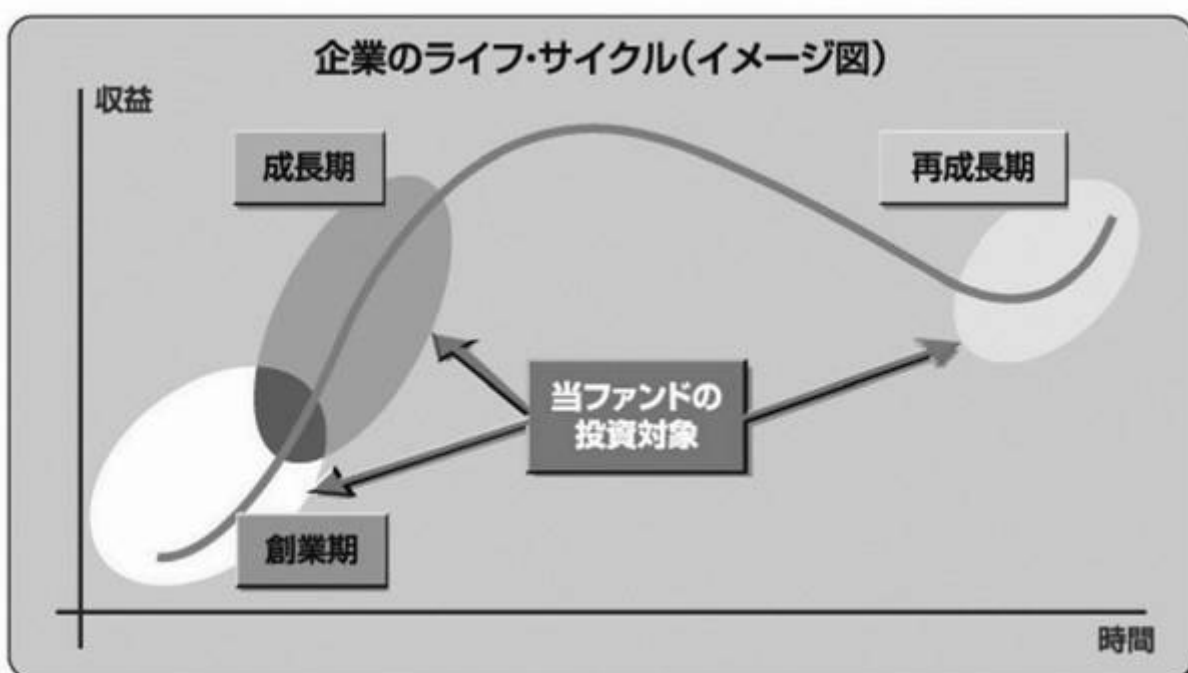 企業のライフ･サイクル(イメージ図)
収益
成長期
再成長期
当ファンドの
投資対象
創業期
時間